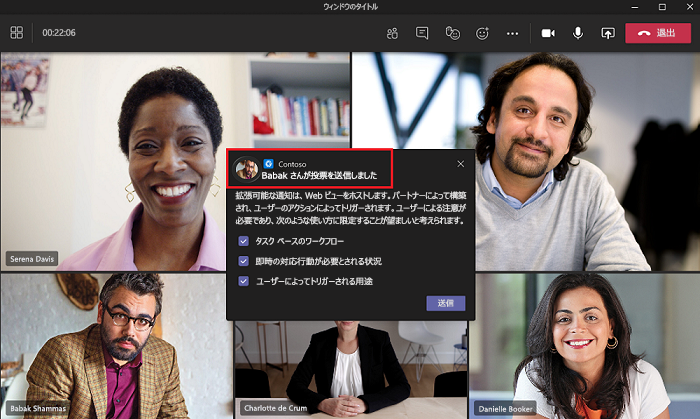 ウィンドウのタイトル
00:22:06
退出
Contoso
Babak さんが投票を送信しました
拡張可能な通知は、Web ビューをホストします。パートナーによって構築
され、ユーザーのアクションによってトリガーされます。ユーザーによる注意が
必要であり、次のような使い方に限定することが望ましいと考えられます。
タスク ベースのワークフロー
即時の対応行動が必要とされる状況
ユーザーによってトリガーされる用途
送信
Serena Davis
Babak Shammas
Charlotte de Crum
Danielle Booker